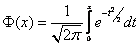 Φ(x) = 1/√2π ∫₀ˣ e^(-t²/2) dt